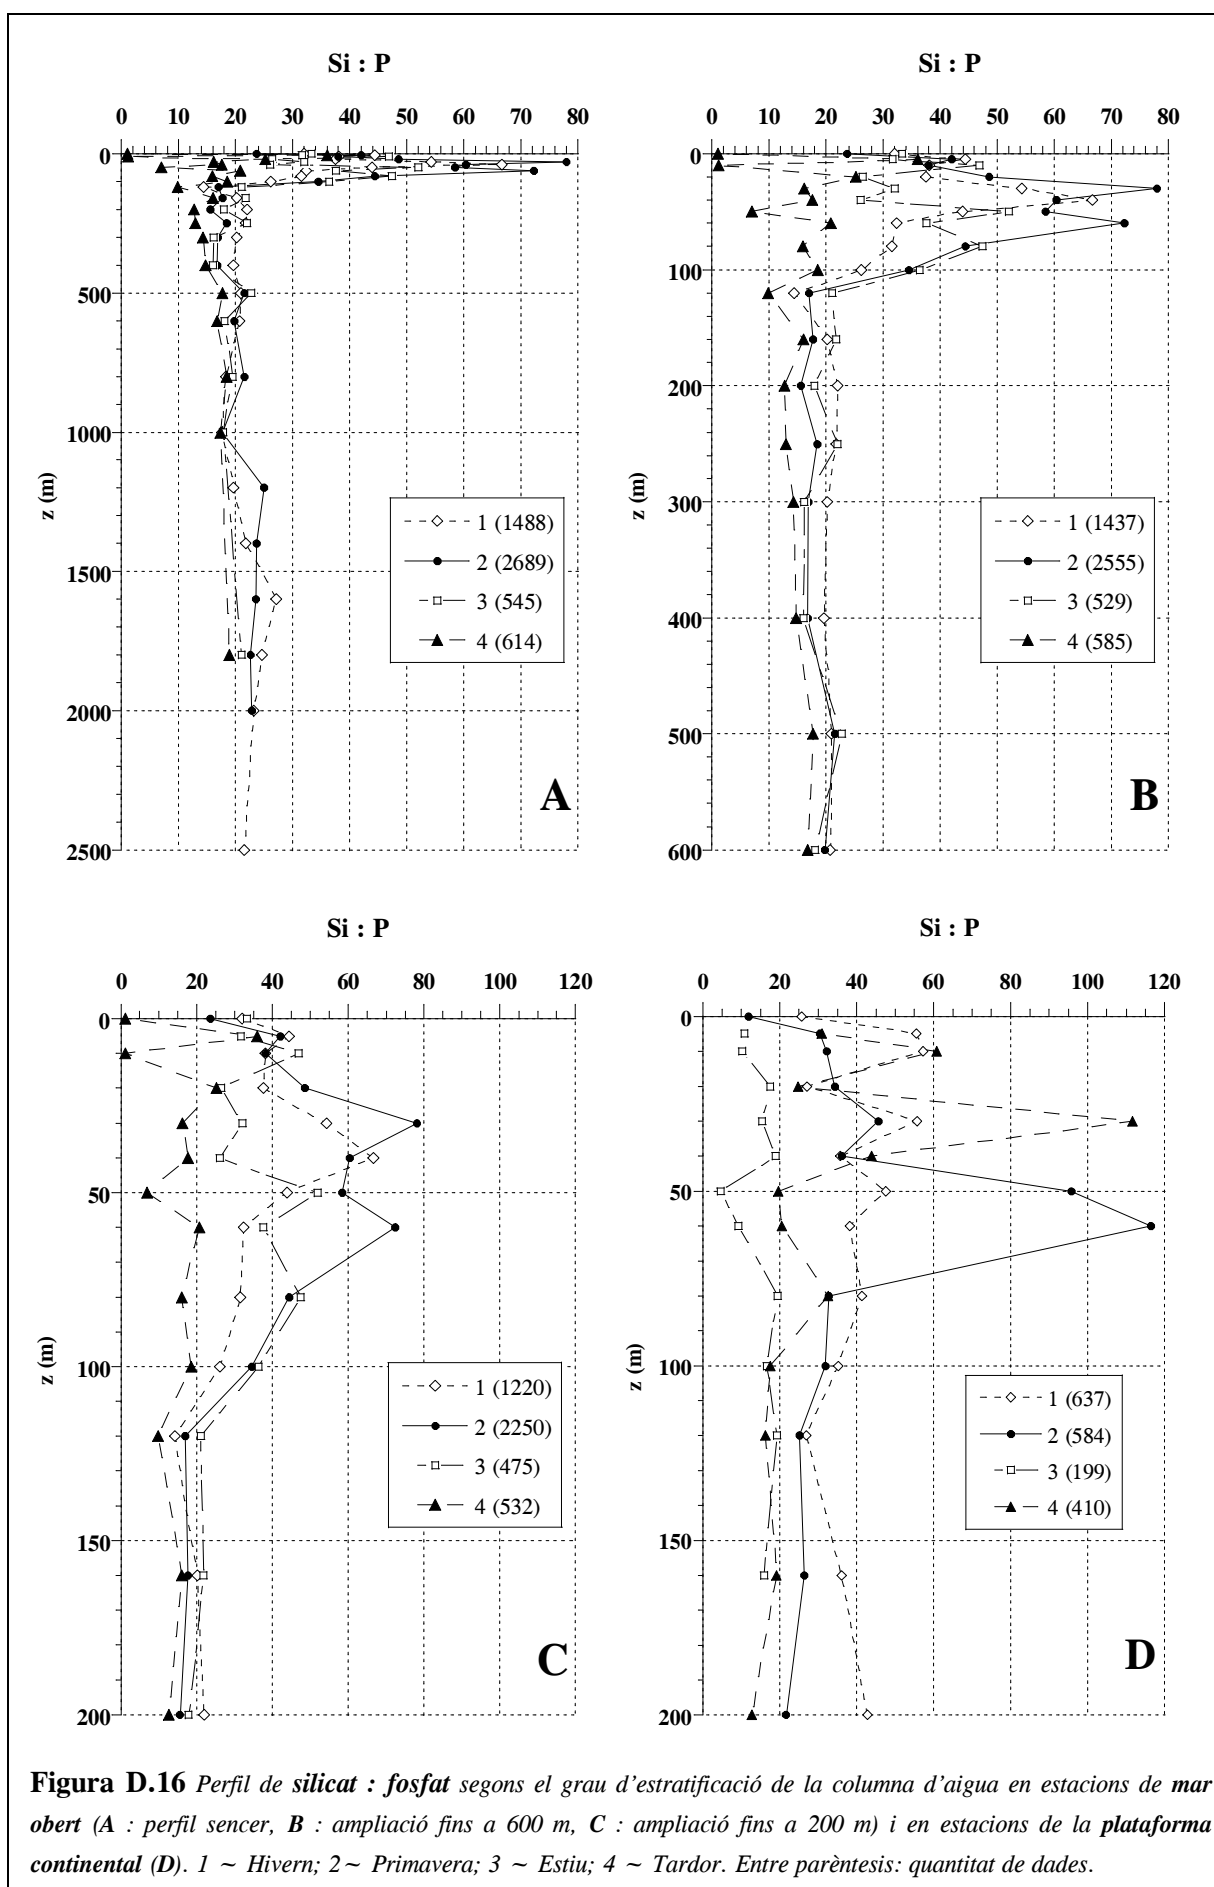 Si : P
0 10 20 30 40 50 60 70 80
0
500
1000
1500
2000
2500
z (m)
1 (1488)
2 (2689)
3 (545)
4 (614)
A
Si : P
0 10 20 30 40 50 60 70 80
0
100
200
300
400
500
600
z (m)
1 (1437)
2 (2555)
3 (529)
4 (585)
B
Si : P
0 20 40 60 80 100 120
0
50
100
150
200
z (m)
1 (1220)
2 (2250)
3 (475)
4 (532)
C
Si : P
0 20 40 60 80 100 120
0
50
100
150
200
z (m)
1 (637)
2 (584)
3 (199)
4 (410)
D
Figura D.16 Perfil de silicat : fosfat segons el grau d'estratificació de la columna d'aigua en estacions de mar
obert (A : perfil sencer, B : ampliació fins a 600 m, C : ampliació fins a 200 m) i en estacions de la plataforma
continental (D). 1 ~ Hivern; 2~ Primavera; 3 ~ Estiu; 4 ~ Tardor. Entre parèntesis: quantitat de dades.